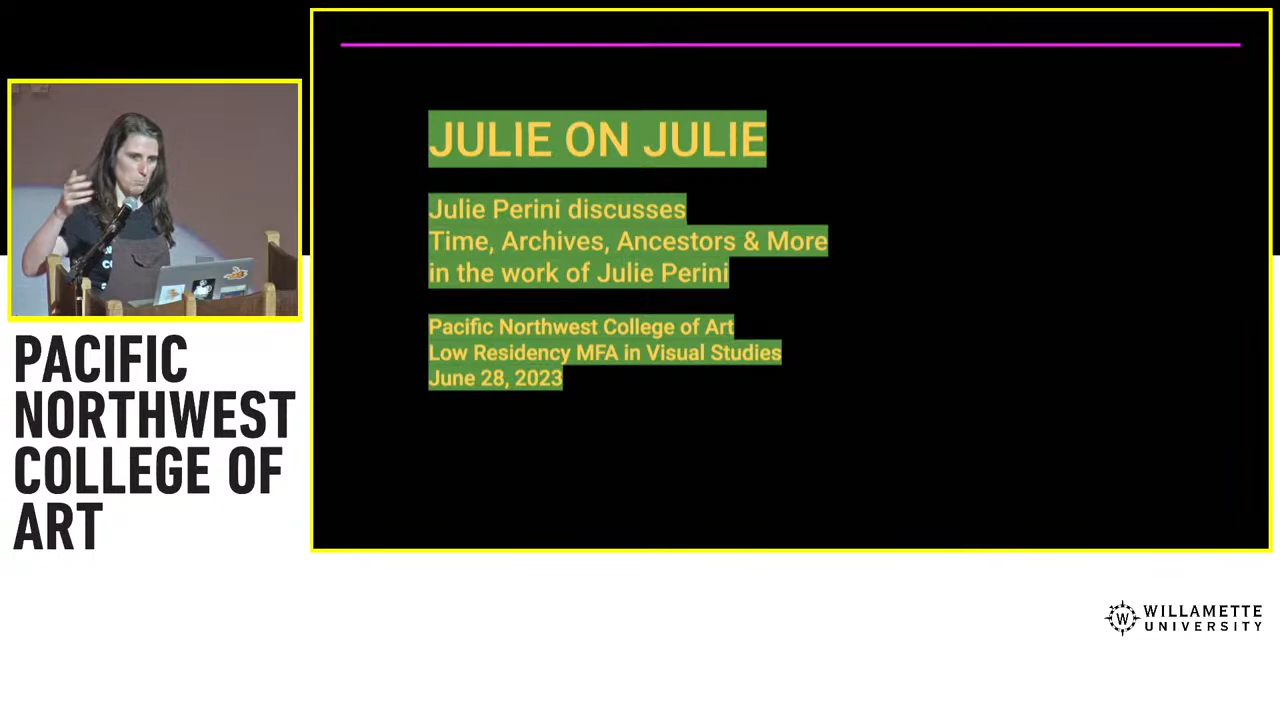 PACIFIC
NORTHWEST
COLLEGE OF
ART
JULIE ON JULIE
Julie Perini discusses
Time, Archives, Ancestors & More
in the work of Julie Perini
Pacific Northwest College of Art
Low Residency MFA in Visual Studies
June 28, 2023
W
WILLAMETTE
UNIVERSITY